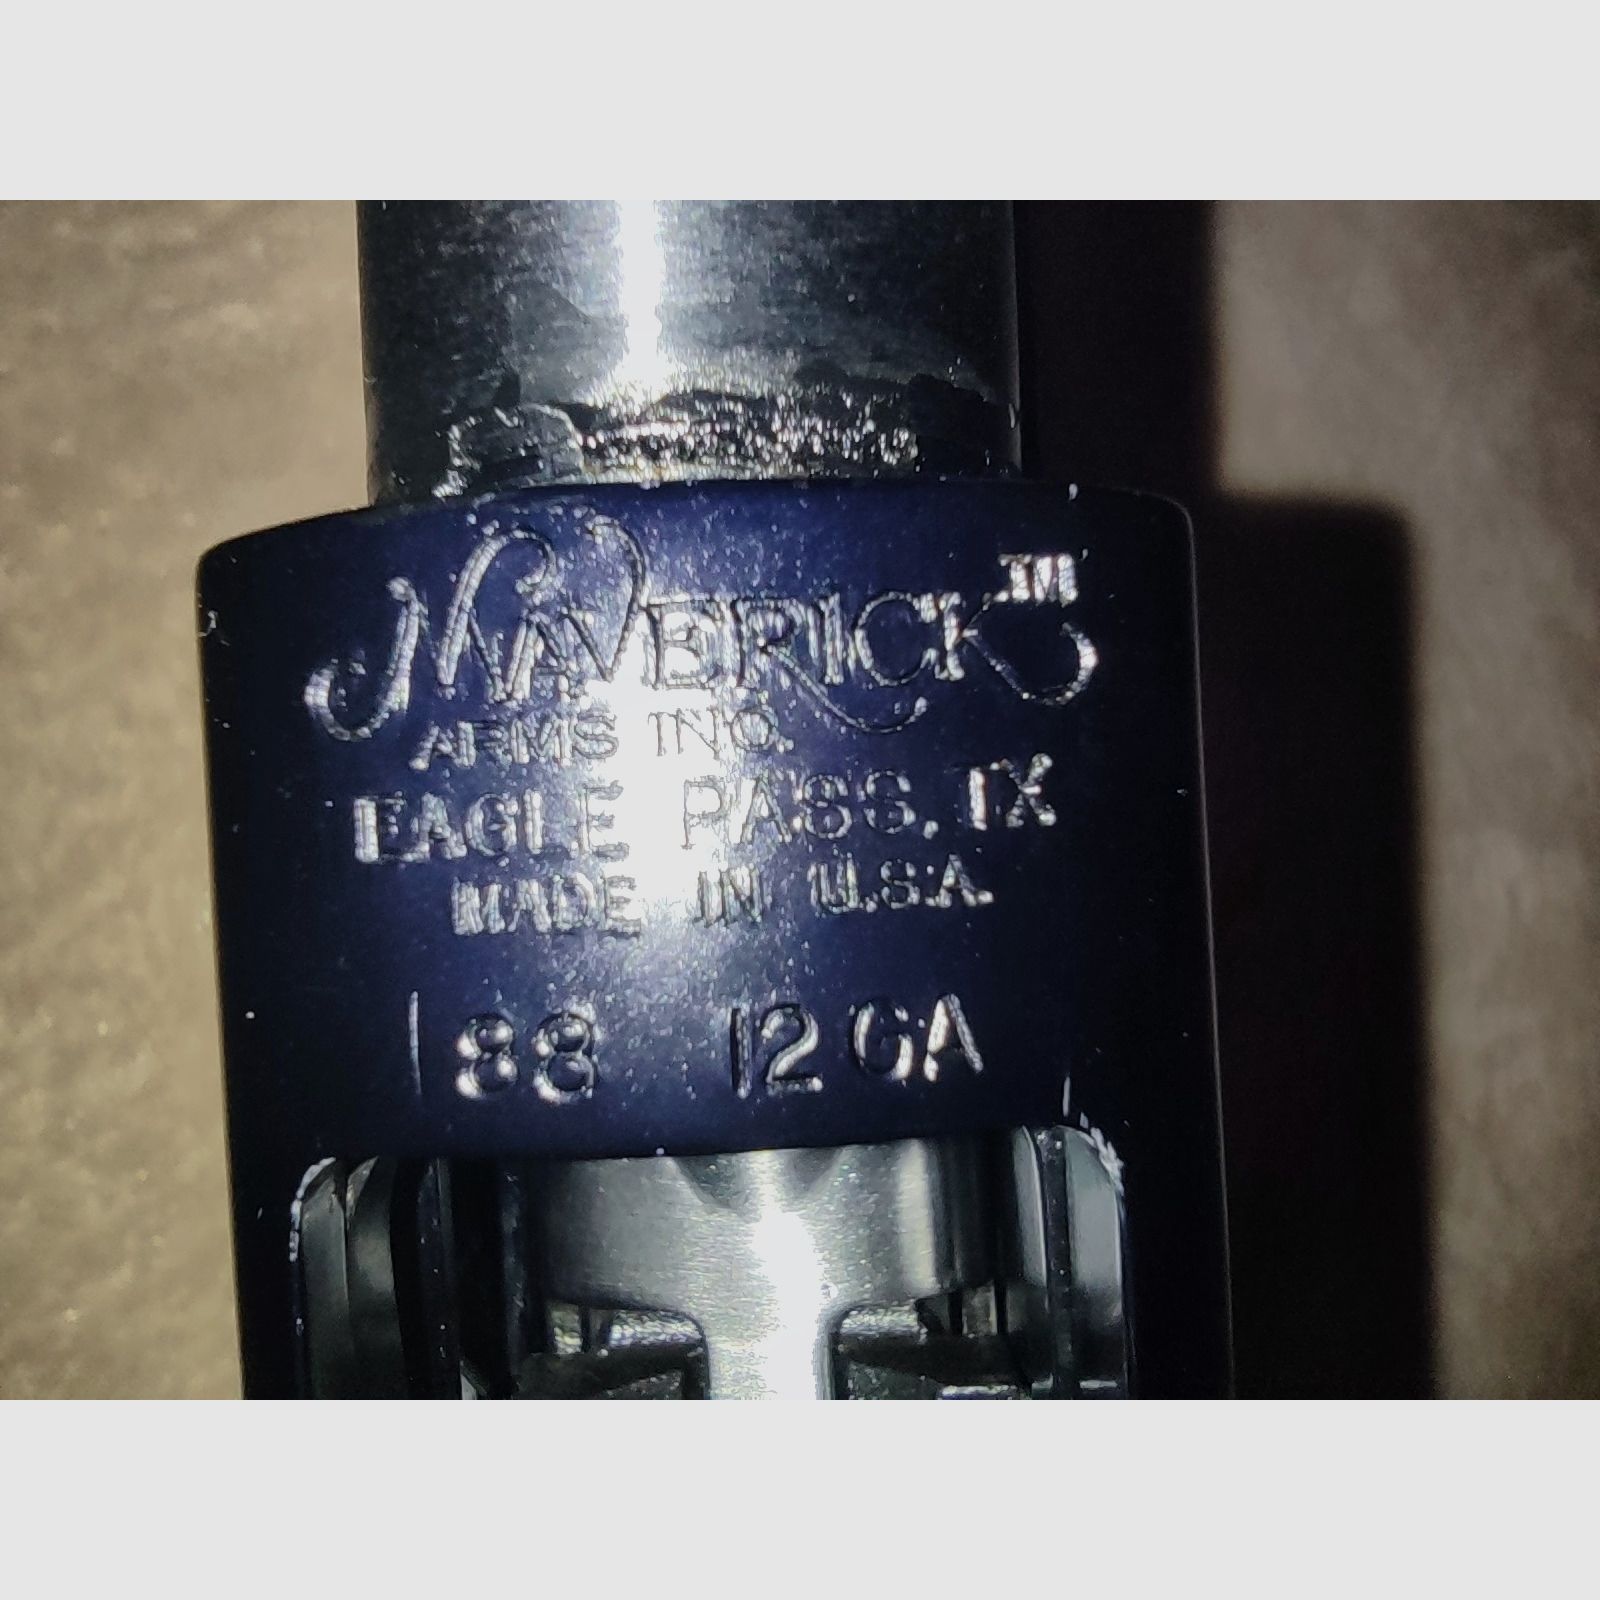 MAVERICK™
ARMS INC.
EAGLE PASS, TX
MADE IN U.S.A.
88 12 GA